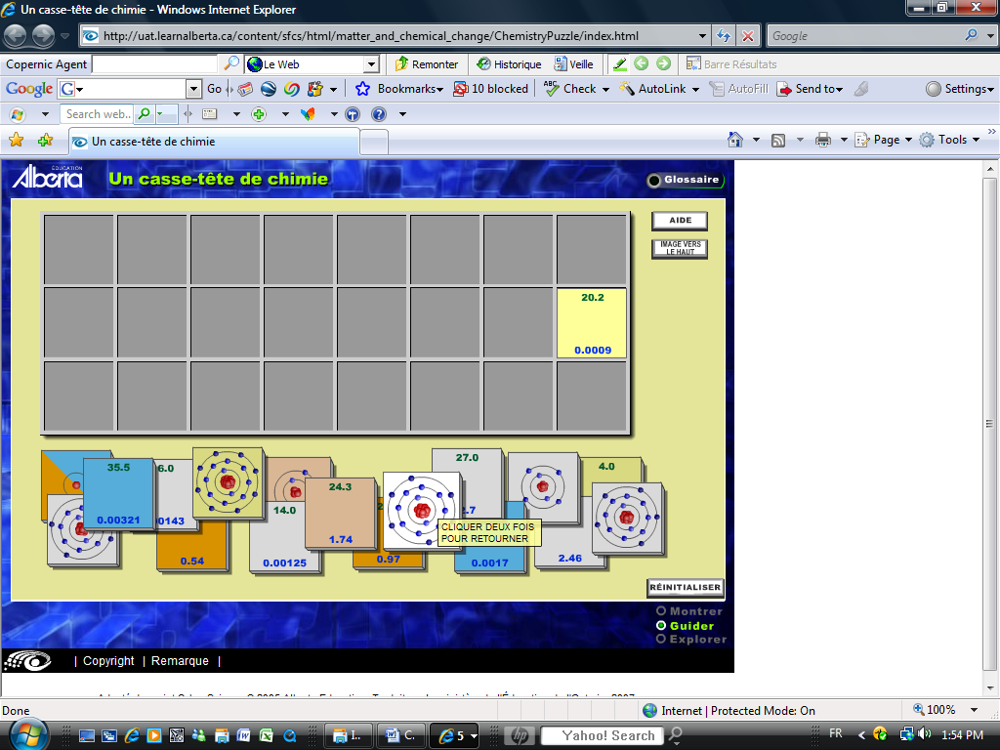 Un casse-tête de chimie - Windows Internet Explorer
http://uat.learnalberta.ca/content/sfcs/html/matter_and_chemical_change/ChemistryPuzzle/index.html
Google
Copernic Agent
Le Web
Remonter
Historique
Veille
Barre Résultats
Google
G
Go
Bookmarks
10 blocked
Check
AutoLink
AutoFill
Send to
Settings
Search web..
Un casse-tête de chimie
Page
Tools
EDUCATION
Alberta
Un casse-tête de chimie
Glossaire
AIDE
IMAGE VERS
LE HAUT
20.2
0.0009
35.5
0.00321
6.0
0143
0.54
14.0
0.00125
24.3
1.74
0.97
27.0
2.7
0.0017
2.46
4.0
CLIQUER DEUX FOIS
POUR RETOURNER
RÉINITIALISER
Montrer
Guider
Explorer
| Copyright | Remarque |
Done
Internet | Protected Mode: On
100%
I..
C.
5
hp
Yahoo! Search
FR
1:54 PM